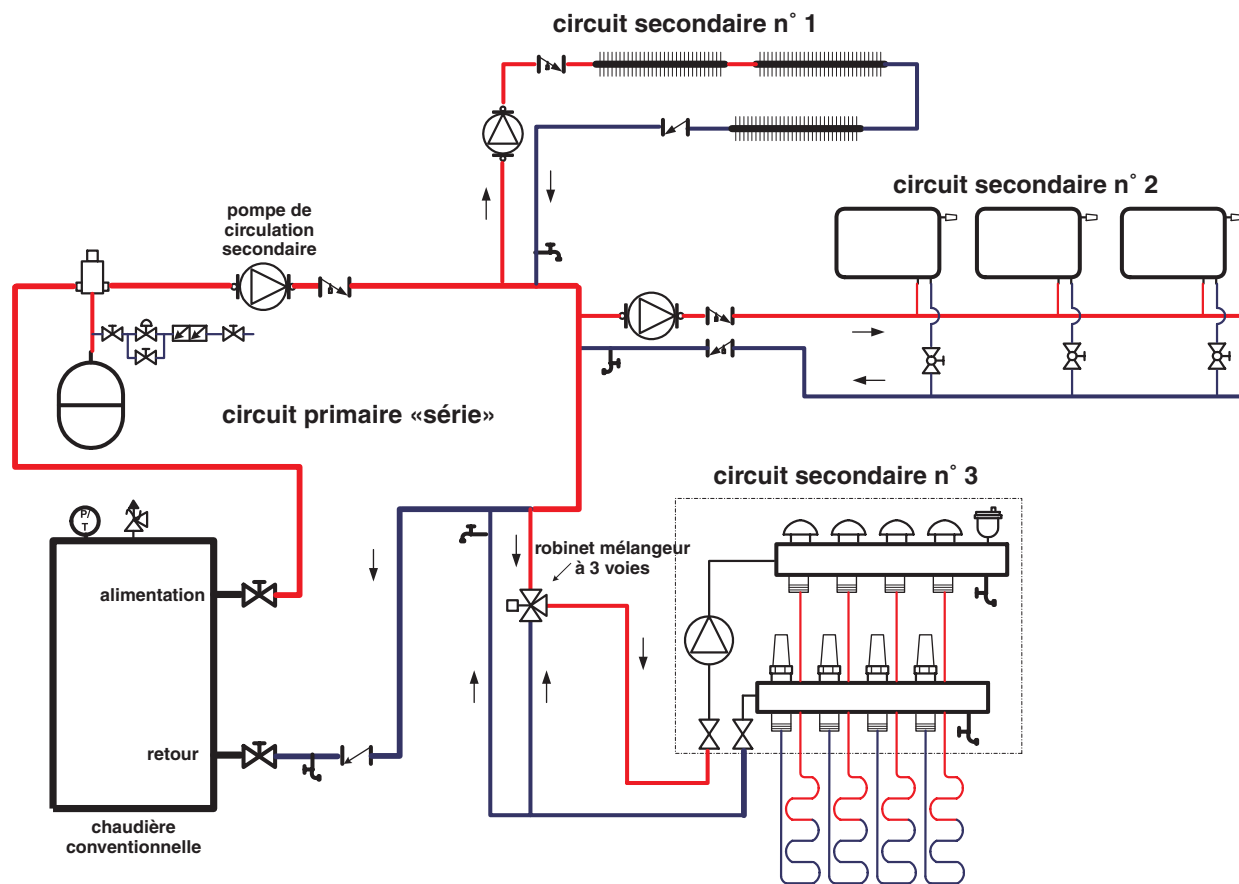 circuit secondaire n° 1
circuit secondaire n° 2
pompe de
circulation
secondaire
circuit primaire «série»
circuit secondaire n° 3
P/
T
robinet mélangeur
à 3 voies
alimentation
retour
chaudière
conventionnelle